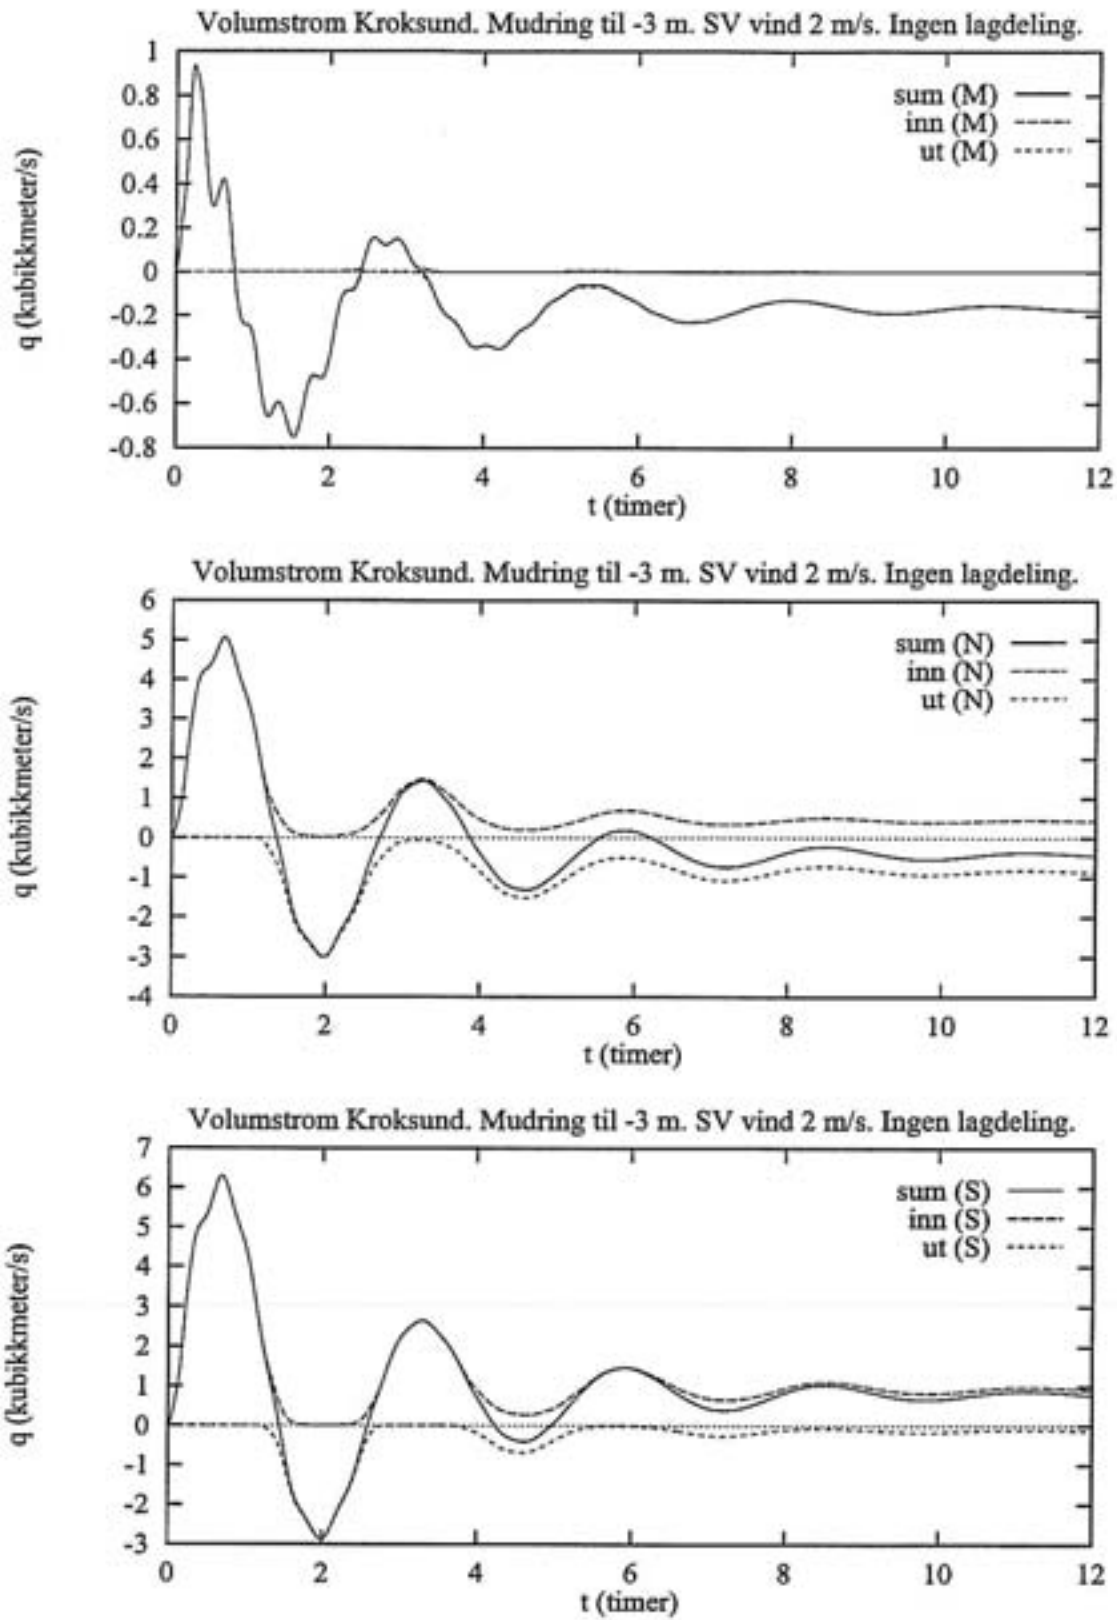 Volumstrom Kroksund. Mudring til -3 m. SV vind 2 m/s. Ingen lagdeling.
1
0.8
0.6
0.4
0.2
0
-0.2
-0.4
-0.6
-0.8
q (kubikkmeter/s)
sum (M)
inn (M)
ut (M)
0 2 4 6 8 10 12
t (timer)
Volumstrom Kroksund. Mudring til -3 m. SV vind 2 m/s. Ingen lagdeling.
6
5
4
3
2
1
0
-1
-2
-3
-4
q (kubikkmeter/s)
sum (N)
inn (N)
ut (N)
0 2 4 6 8 10 12
t (timer)
Volumstrom Kroksund. Mudring til -3 m. SV vind 2 m/s. Ingen lagdeling.
7
6
5
4
3
2
1
0
-1
-2
-3
q (kubikkmeter/s)
sum (S)
inn (S)
ut (S)
0 2 4 6 8 10 12
t (timer)